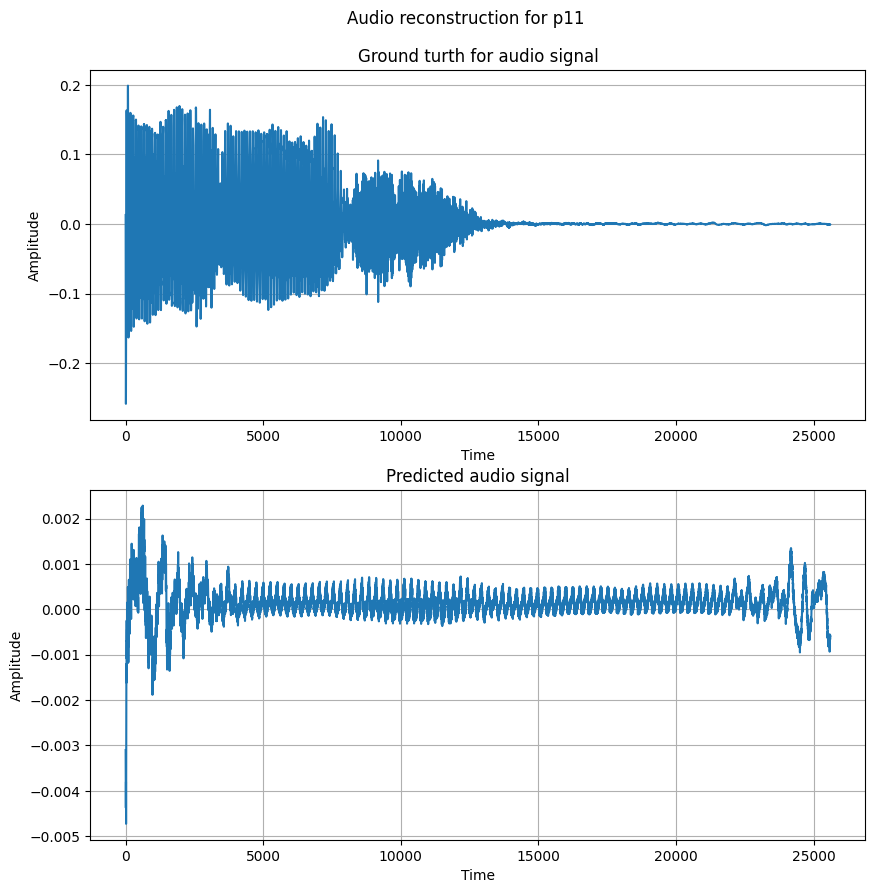 Audio reconstruction for p11
Ground turth for audio signal
0.2
0.1
0.0
−0.1
−0.2
Amplitude
0 5000 10000 15000 20000 25000
Time
Predicted audio signal
0.002
0.001
0.000
−0.001
−0.002
−0.003
−0.004
−0.005
Amplitude
0 5000 10000 15000 20000 25000
Time